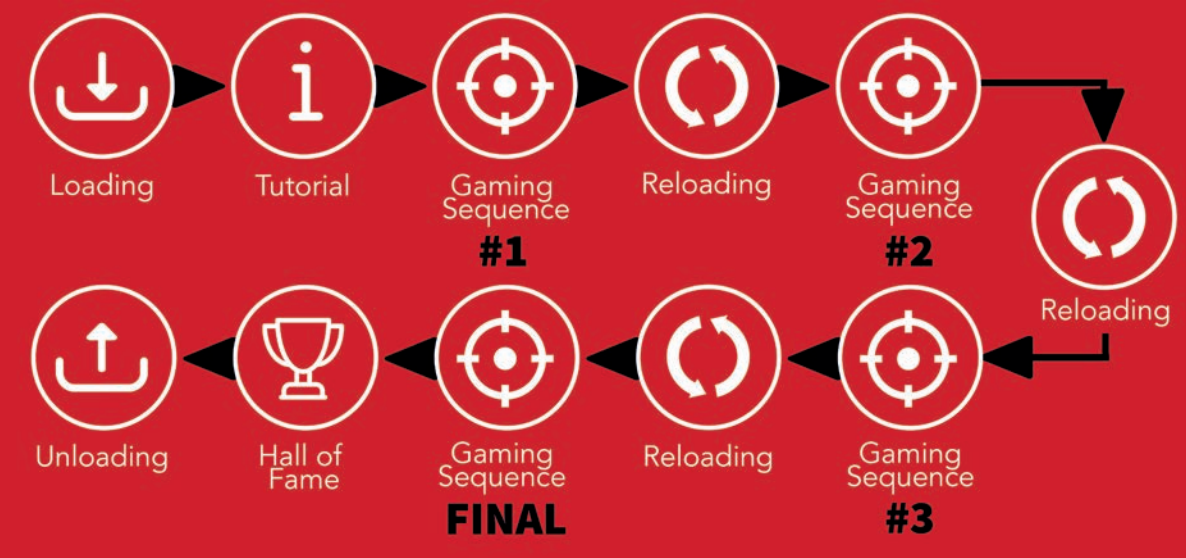 Loading
Tutorial
Gaming
Sequence
#1
Reloading
Gaming
Sequence
#2
Reloading
Gaming
Sequence
#3
Reloading
Gaming
Sequence
FINAL
Hall of
Fame
Unloading